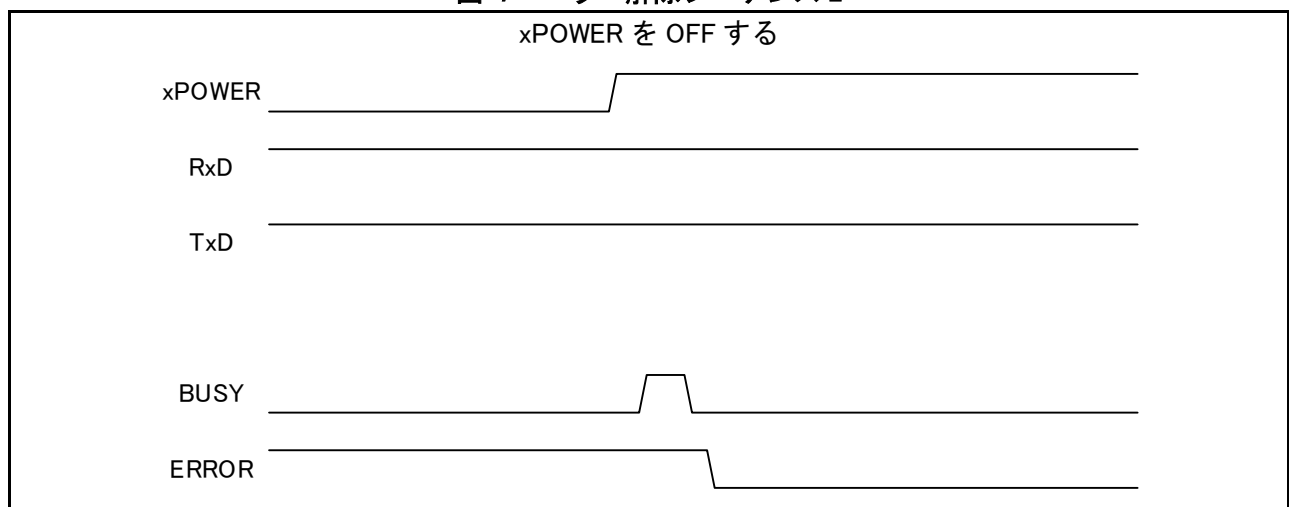 xPOWER を OFF する
xPOWER
RxD
TxD
BUSY
ERROR